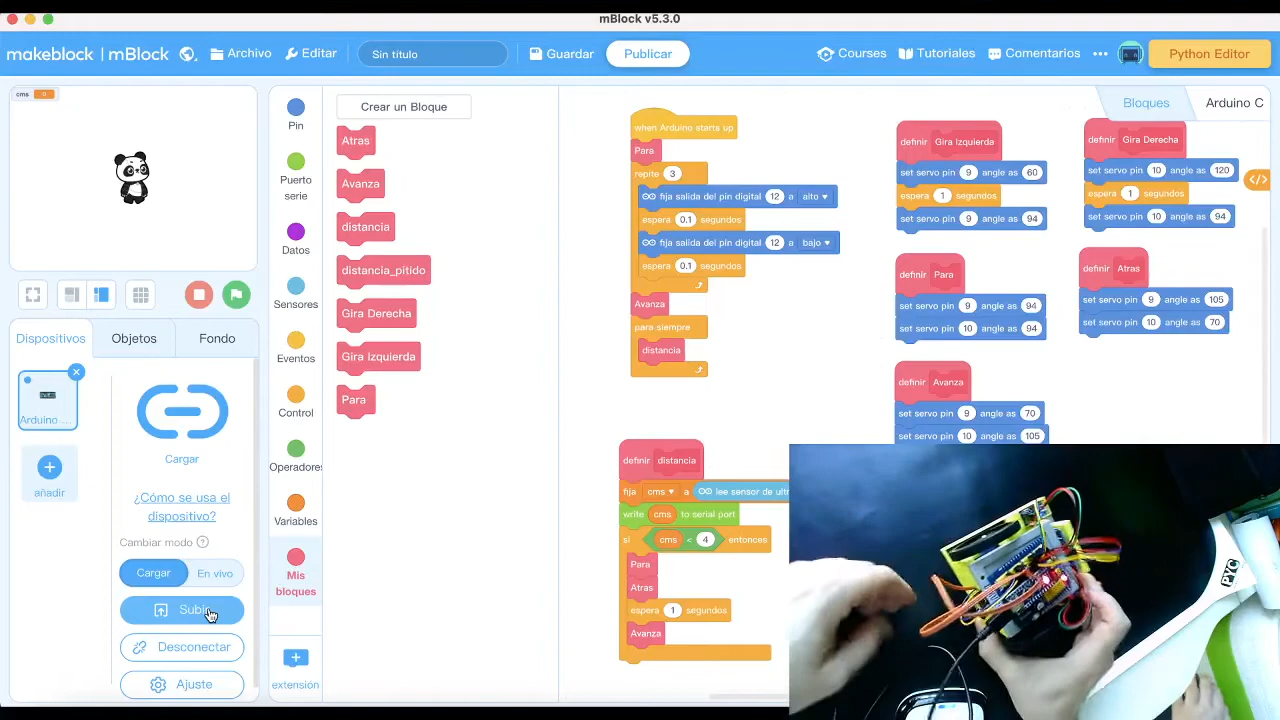 mBlock v5.3.0
makeblock | mBlock
Archivo
Editar
Sin título
Guardar
Publicar
Courses
Tutoriales
Comentarios
Python Editor
cms 0
Dispositivos
Objetos
Fondo
Arduino ...
añadir
Cargar
¿Cómo se usa el
dispositivo?
Cambiar modo
Cargar
En vivo
Desconectar
Ajuste
Pin
Puerto
serie
Datos
Sensores
Eventos
Control
Operadores
Variables
Mis
bloques
extensión
Crear un Bloque
Atras
Avanza
distancia
distancia_pitido
Gira Derecha
Gira Izquierda
Para
Bloques
Arduino C
when Arduino starts up
Para
repite 3
fija salida del pin digital 12 a alto
espera 0.1 segundos
fija salida del pin digital 12 a bajo
espera 0.1 segundos
Avanza
para siempre
distancia
definir distancia
fija cms a lee sensor de ultr
write cms to serial port
si cms < 4 entonces
Para
Atras
espera 1 segundos
Avanza
definir Gira Izquierda
set servo pin 9 angle as 60
espera 1 segundos
set servo pin 9 angle as 94
definir Para
set servo pin 9 angle as 94
set servo pin 10 angle as 94
definir Avanza
set servo pin 9 angle as 70
set servo pin 10 angle as 105
definir Gira Derecha
set servo pin 10 angle as 120
espera 1 segundos
set servo pin 10 angle as 94
definir Atras
set servo pin 9 angle as 105
set servo pin 10 angle as 70
PVC